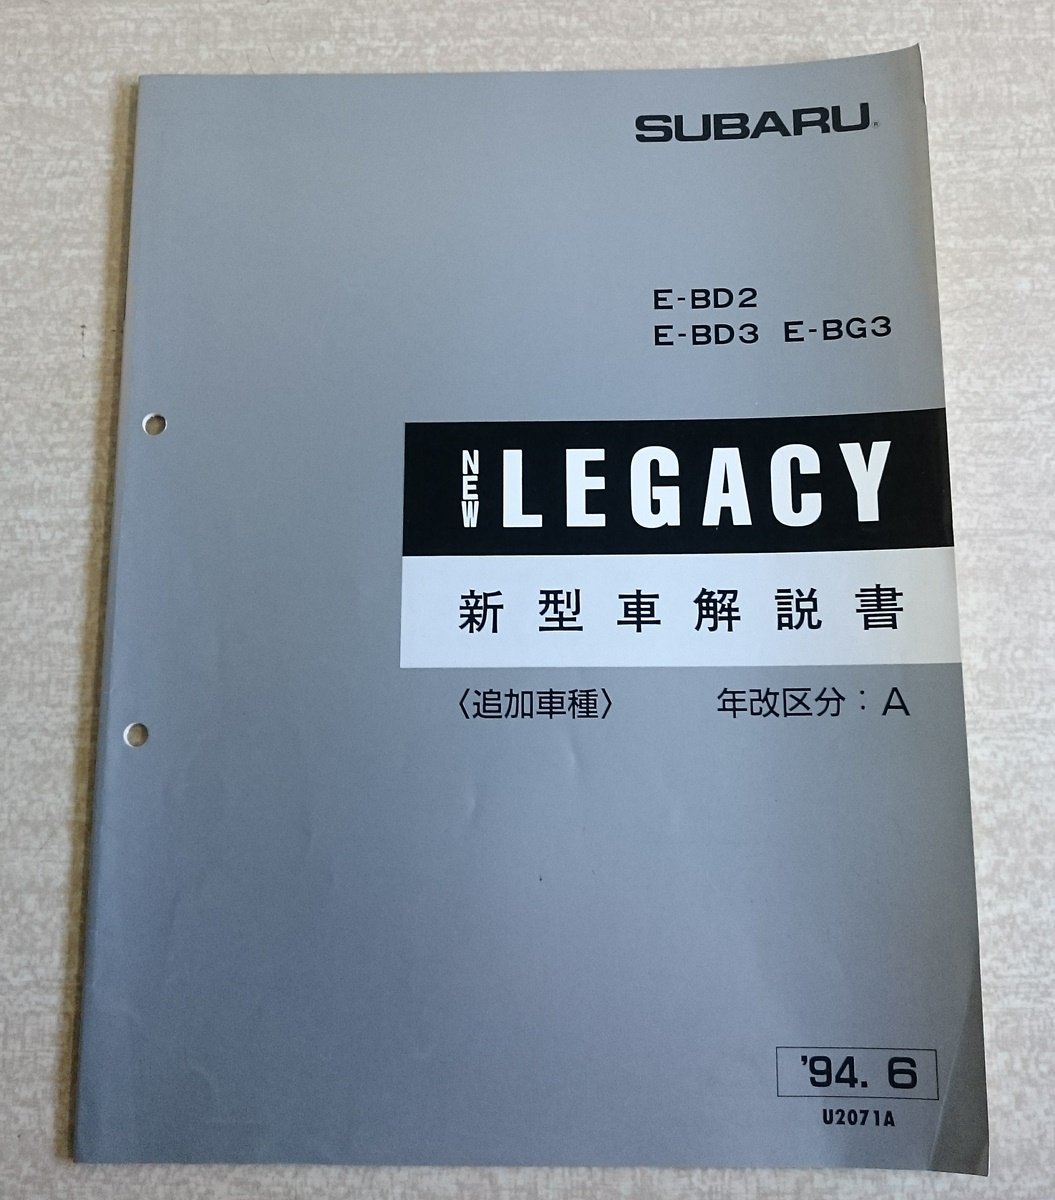 SUBARU®
E-BD2
E-BD3 E-BG3
NEW LEGACY
新型車解説書
〈追加車種〉 年改区分：A
'94. 6
U2071A